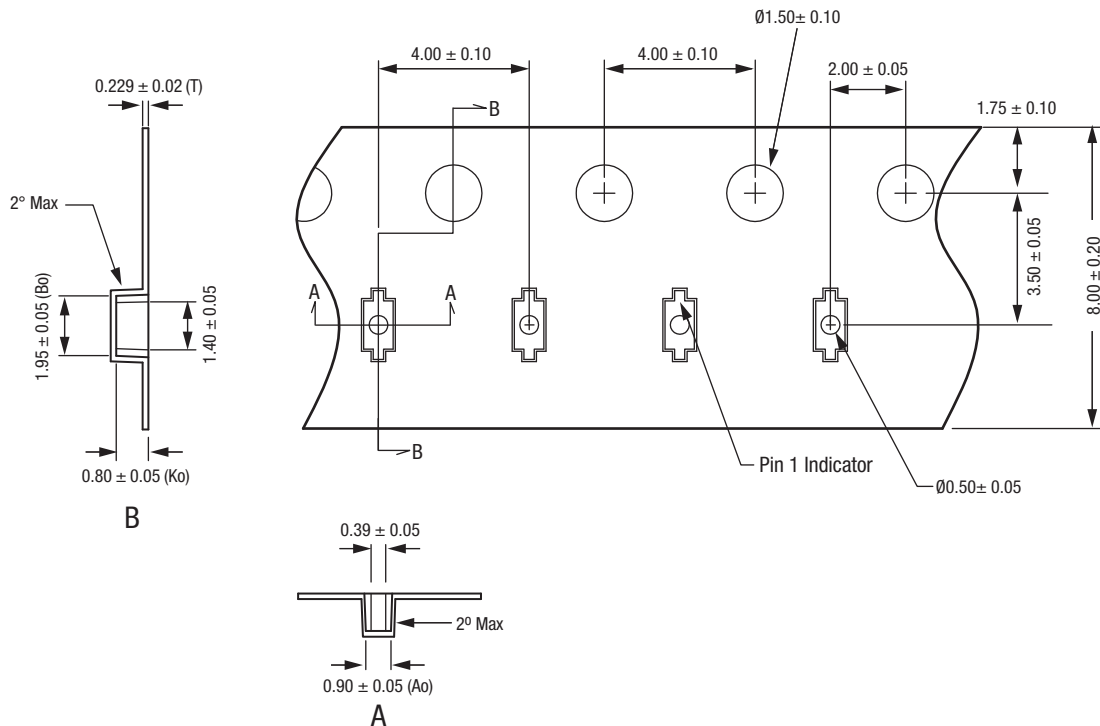 Ø1.50± 0.10
4.00 ± 0.10
4.00 ± 0.10
2.00 ± 0.05
0.229 ± 0.02 (T)
B
1.75 ± 0.10
2° Max
3.50 ± 0.05
8.00 ± 0.20
A
A
1.95 ± 0.05 (Bo)
1.40 ± 0.05
B
Pin 1 Indicator
0.80 ± 0.05 (Ko)
Ø0.50± 0.05
B
0.39 ± 0.05
2º Max
0.90 ± 0.05 (Ao)
A